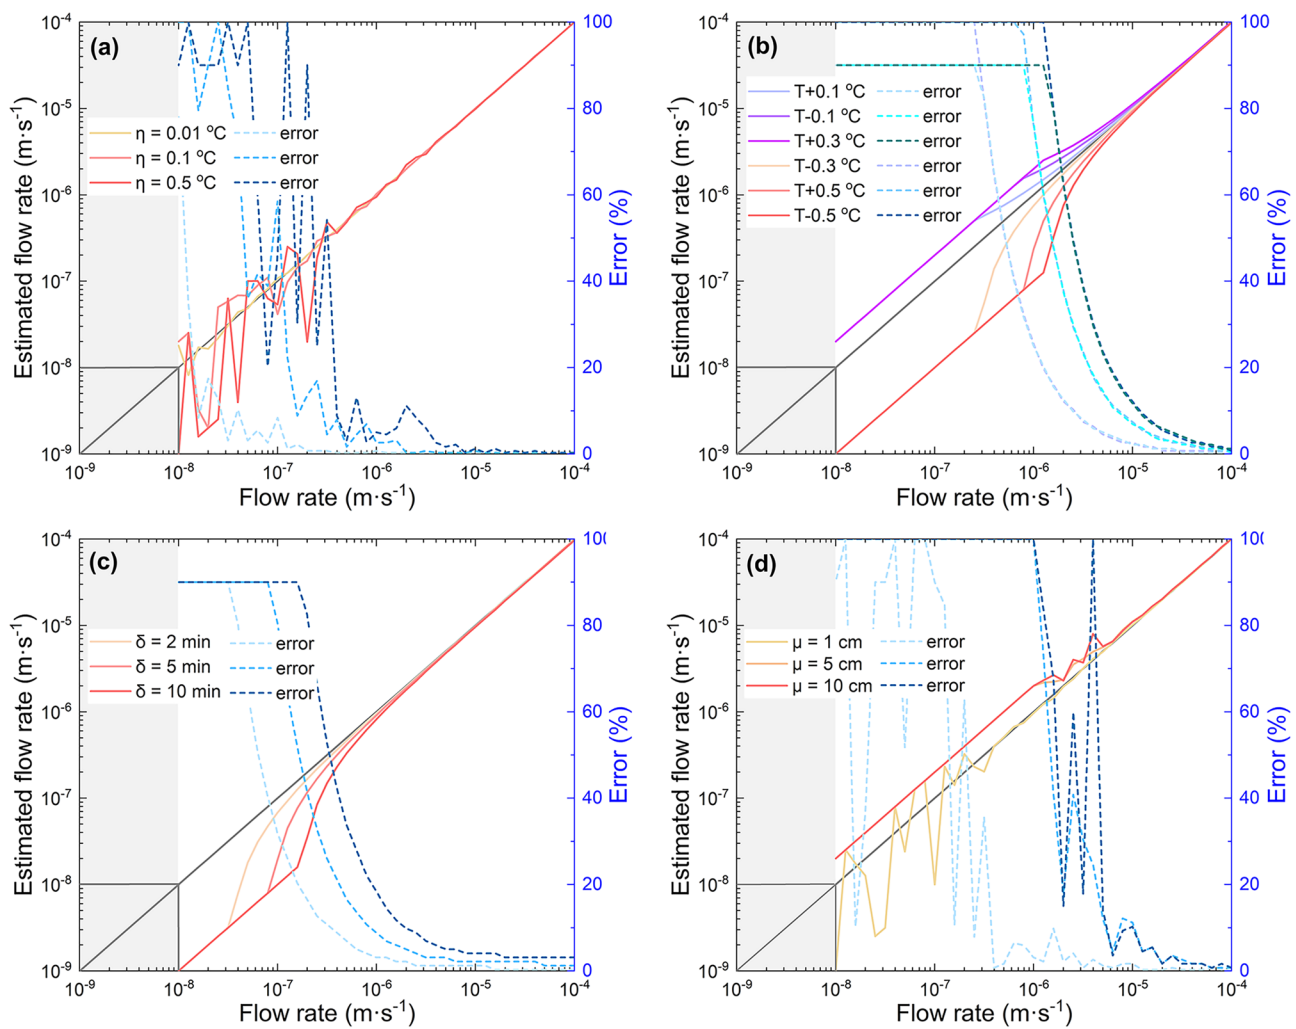 (a)
10⁻⁴
10⁻⁵
10⁻⁶
10⁻⁷
10⁻⁸
10⁻⁹
Estimated flow rate (m·s⁻¹)
η = 0.01 °C error
η = 0.1 °C error
η = 0.5 °C error
100
80
60
40
20
0
Error (%)
10⁻⁹ 10⁻⁸ 10⁻⁷ 10⁻⁶ 10⁻⁵ 10⁻⁴
Flow rate (m·s⁻¹)
(b)
10⁻⁴
10⁻⁵
10⁻⁶
10⁻⁷
10⁻⁸
10⁻⁹
Estimated flow rate (m·s⁻¹)
T+0.1 °C error
T-0.1 °C error
T+0.3 °C error
T-0.3 °C error
T+0.5 °C error
T-0.5 °C error
100
80
60
40
20
0
Error (%)
10⁻⁹ 10⁻⁸ 10⁻⁷ 10⁻⁶ 10⁻⁵ 10⁻⁴
Flow rate (m·s⁻¹)
(c)
10⁻⁴
10⁻⁵
10⁻⁶
10⁻⁷
10⁻⁸
10⁻⁹
Estimated flow rate (m·s⁻¹)
δ = 2 min error
δ = 5 min error
δ = 10 min error
100
80
60
40
20
0
Error (%)
10⁻⁹ 10⁻⁸ 10⁻⁷ 10⁻⁶ 10⁻⁵ 10⁻⁴
Flow rate (m·s⁻¹)
(d)
10⁻⁴
10⁻⁵
10⁻⁶
10⁻⁷
10⁻⁸
10⁻⁹
Estimated flow rate (m·s⁻¹)
μ = 1 cm error
μ = 5 cm error
μ = 10 cm error
100
80
60
40
20
0
Error (%)
10⁻⁹ 10⁻⁸ 10⁻⁷ 10⁻⁶ 10⁻⁵ 10⁻⁴
Flow rate (m·s⁻¹)